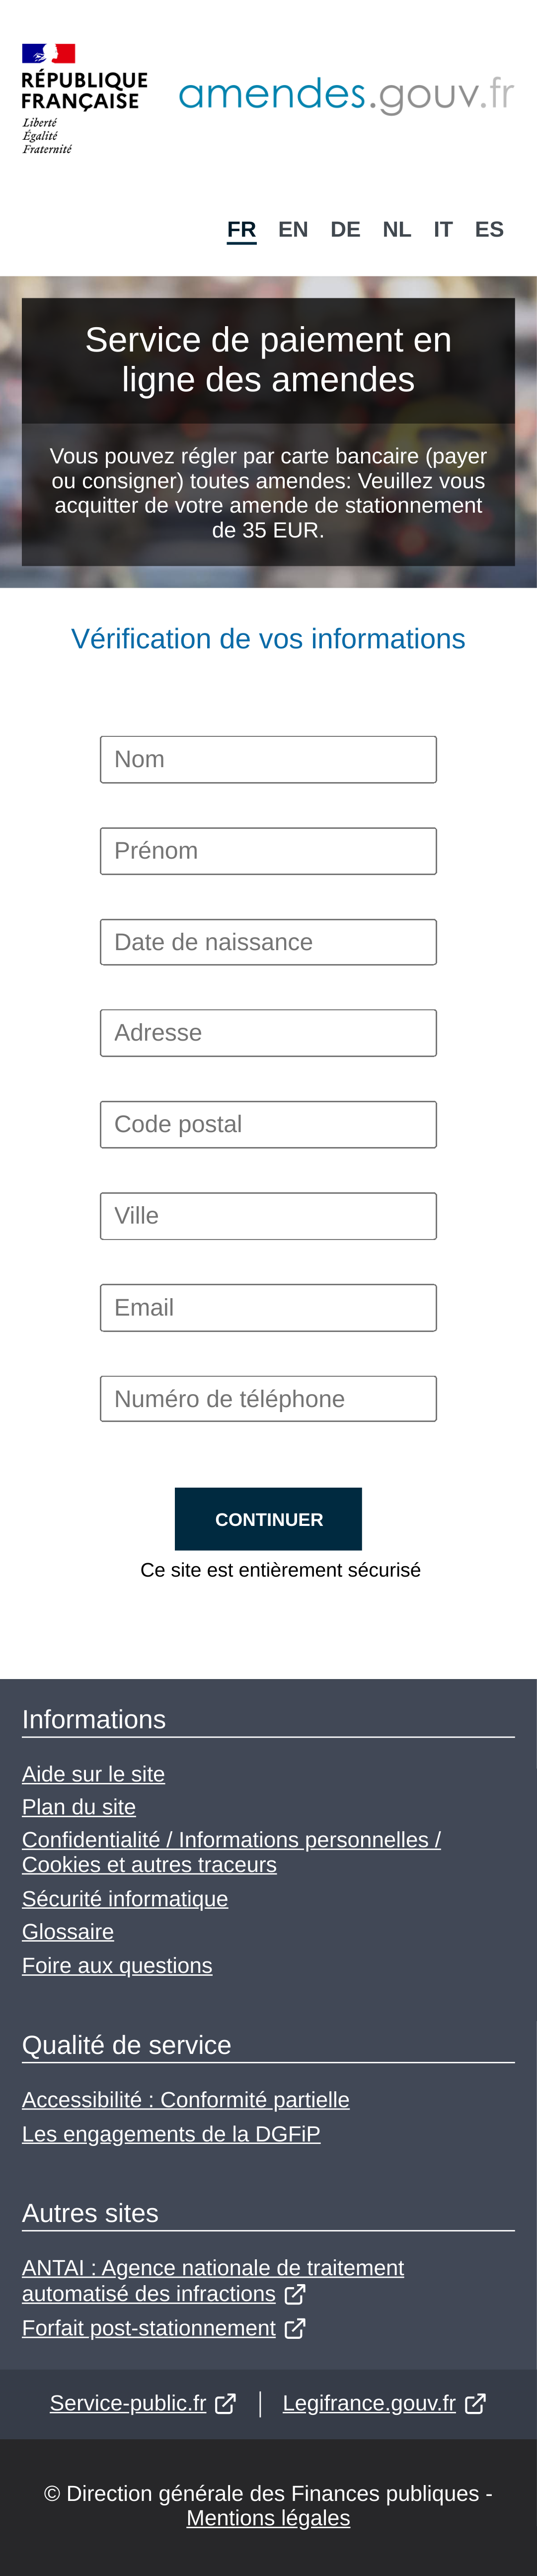 RÉPUBLIQUE
FRANÇAISE
Liberté
Égalité
Fraternité
amendes.gouv.fr
FR EN DE NL IT ES
Service de paiement en
ligne des amendes
Vous pouvez régler par carte bancaire (payer
ou consigner) toutes amendes: Veuillez vous
acquitter de votre amende de stationnement
de 35 EUR.
Vérification de vos informations
Nom
Prénom
Date de naissance
Adresse
Code postal
Ville
Email
Numéro de téléphone
CONTINUER
Ce site est entièrement sécurisé
Informations
Aide sur le site
Plan du site
Confidentialité / Informations personnelles /
Cookies et autres traceurs
Sécurité informatique
Glossaire
Foire aux questions
Qualité de service
Accessibilité : Conformité partielle
Les engagements de la DGFiP
Autres sites
ANTAI : Agence nationale de traitement
automatisé des infractions
Forfait post-stationnement
Service-public.fr Legifrance.gouv.fr
© Direction générale des Finances publiques -
Mentions légales